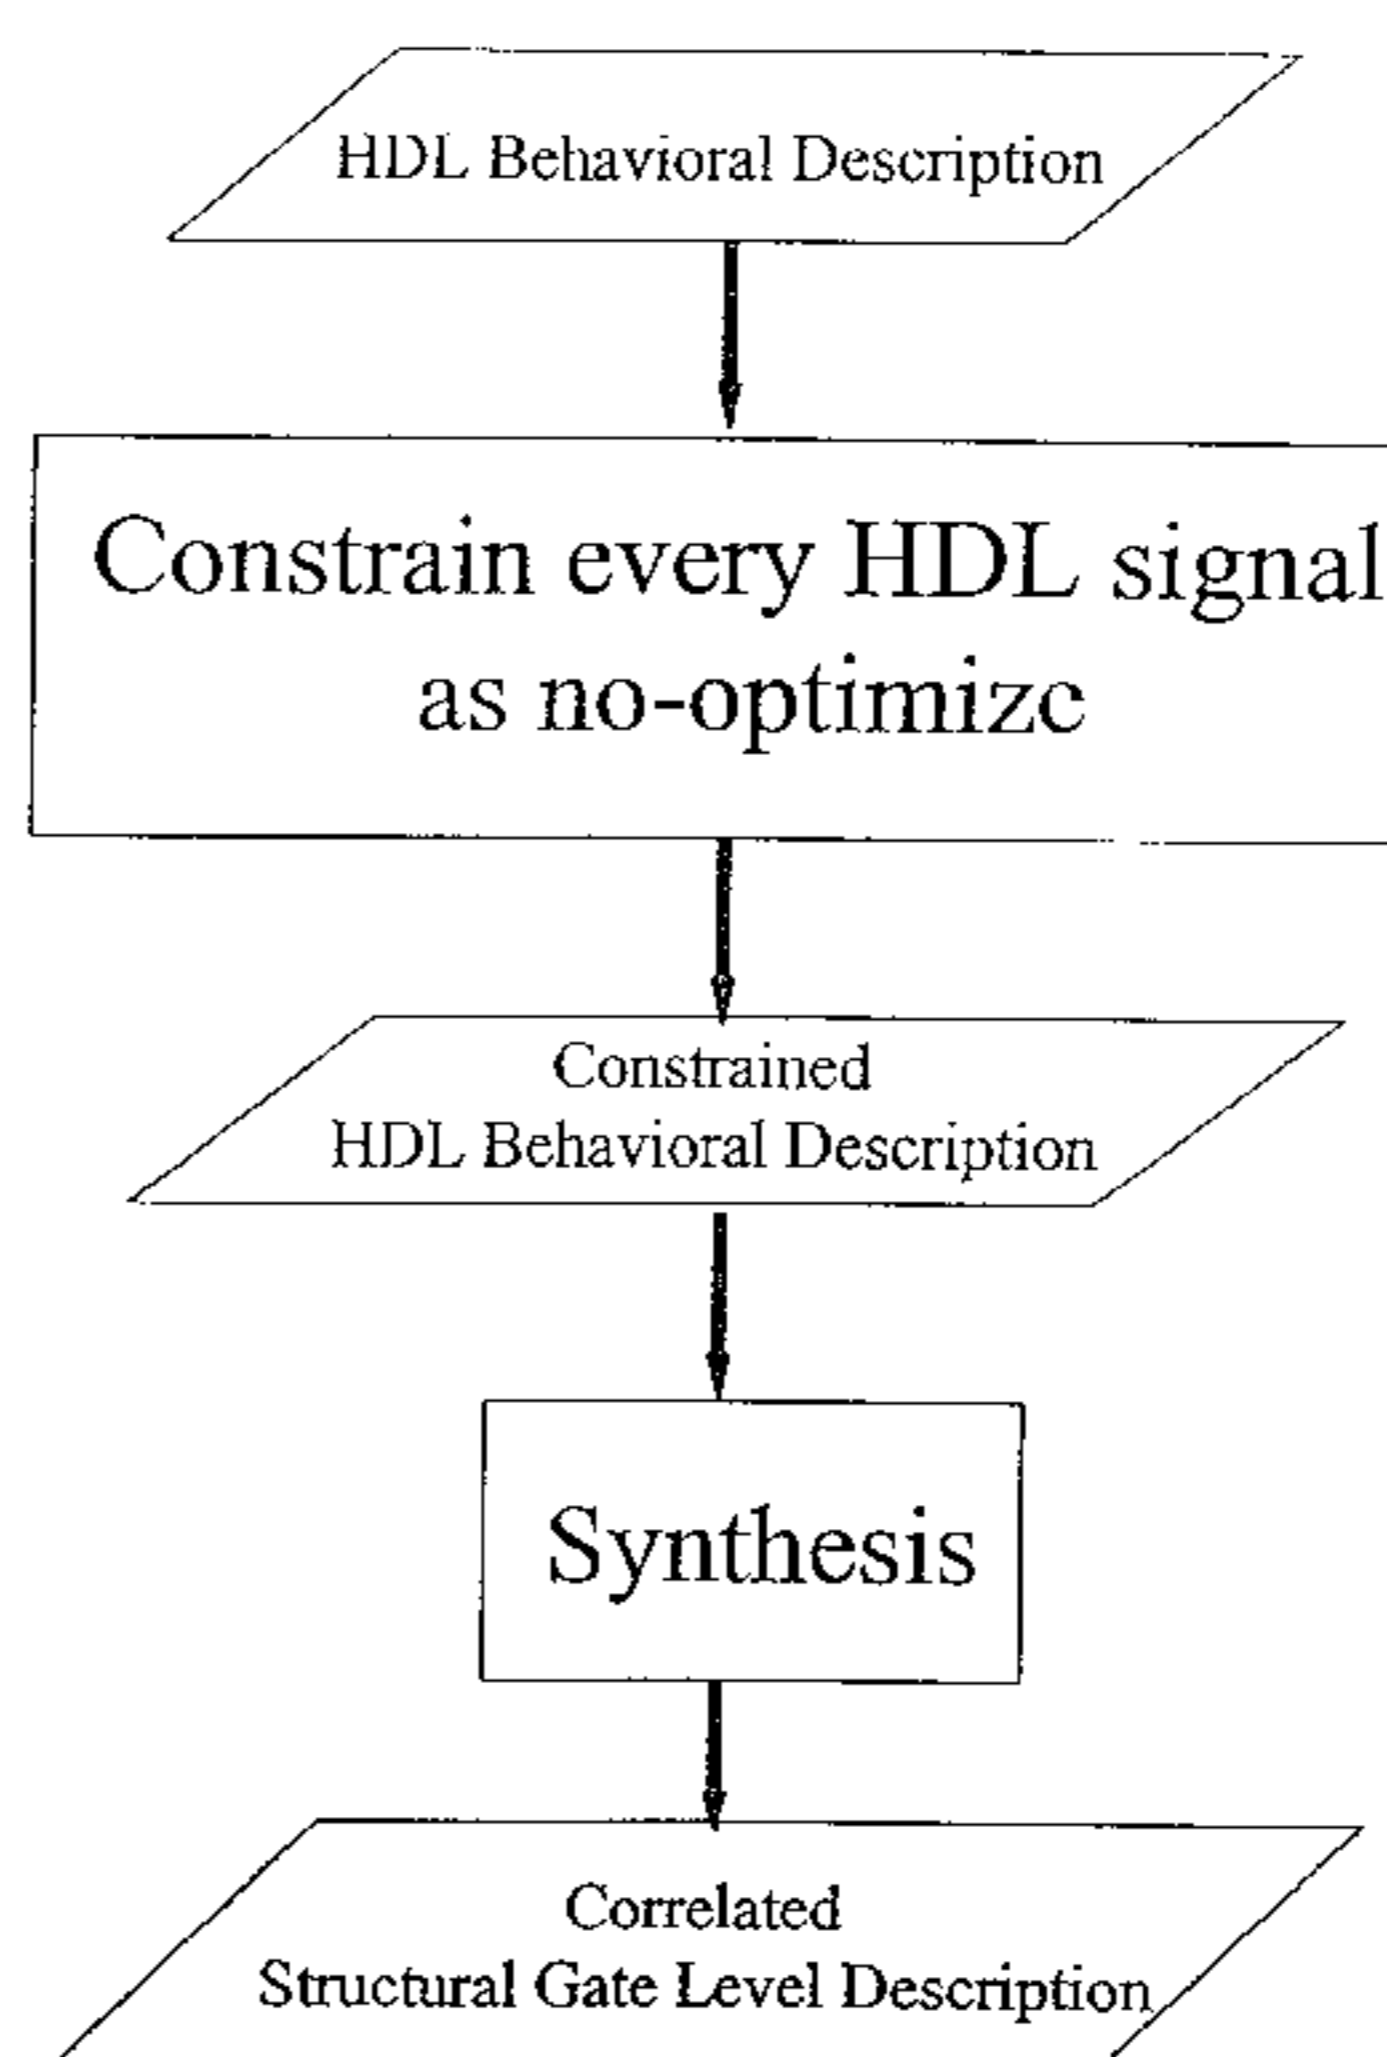 HDL Behavioral Description
Constrain every HDL signal
as no-optimize
Constrained
HDL Behavioral Description
Synthesis
Correlated
Structural Gate Level Description